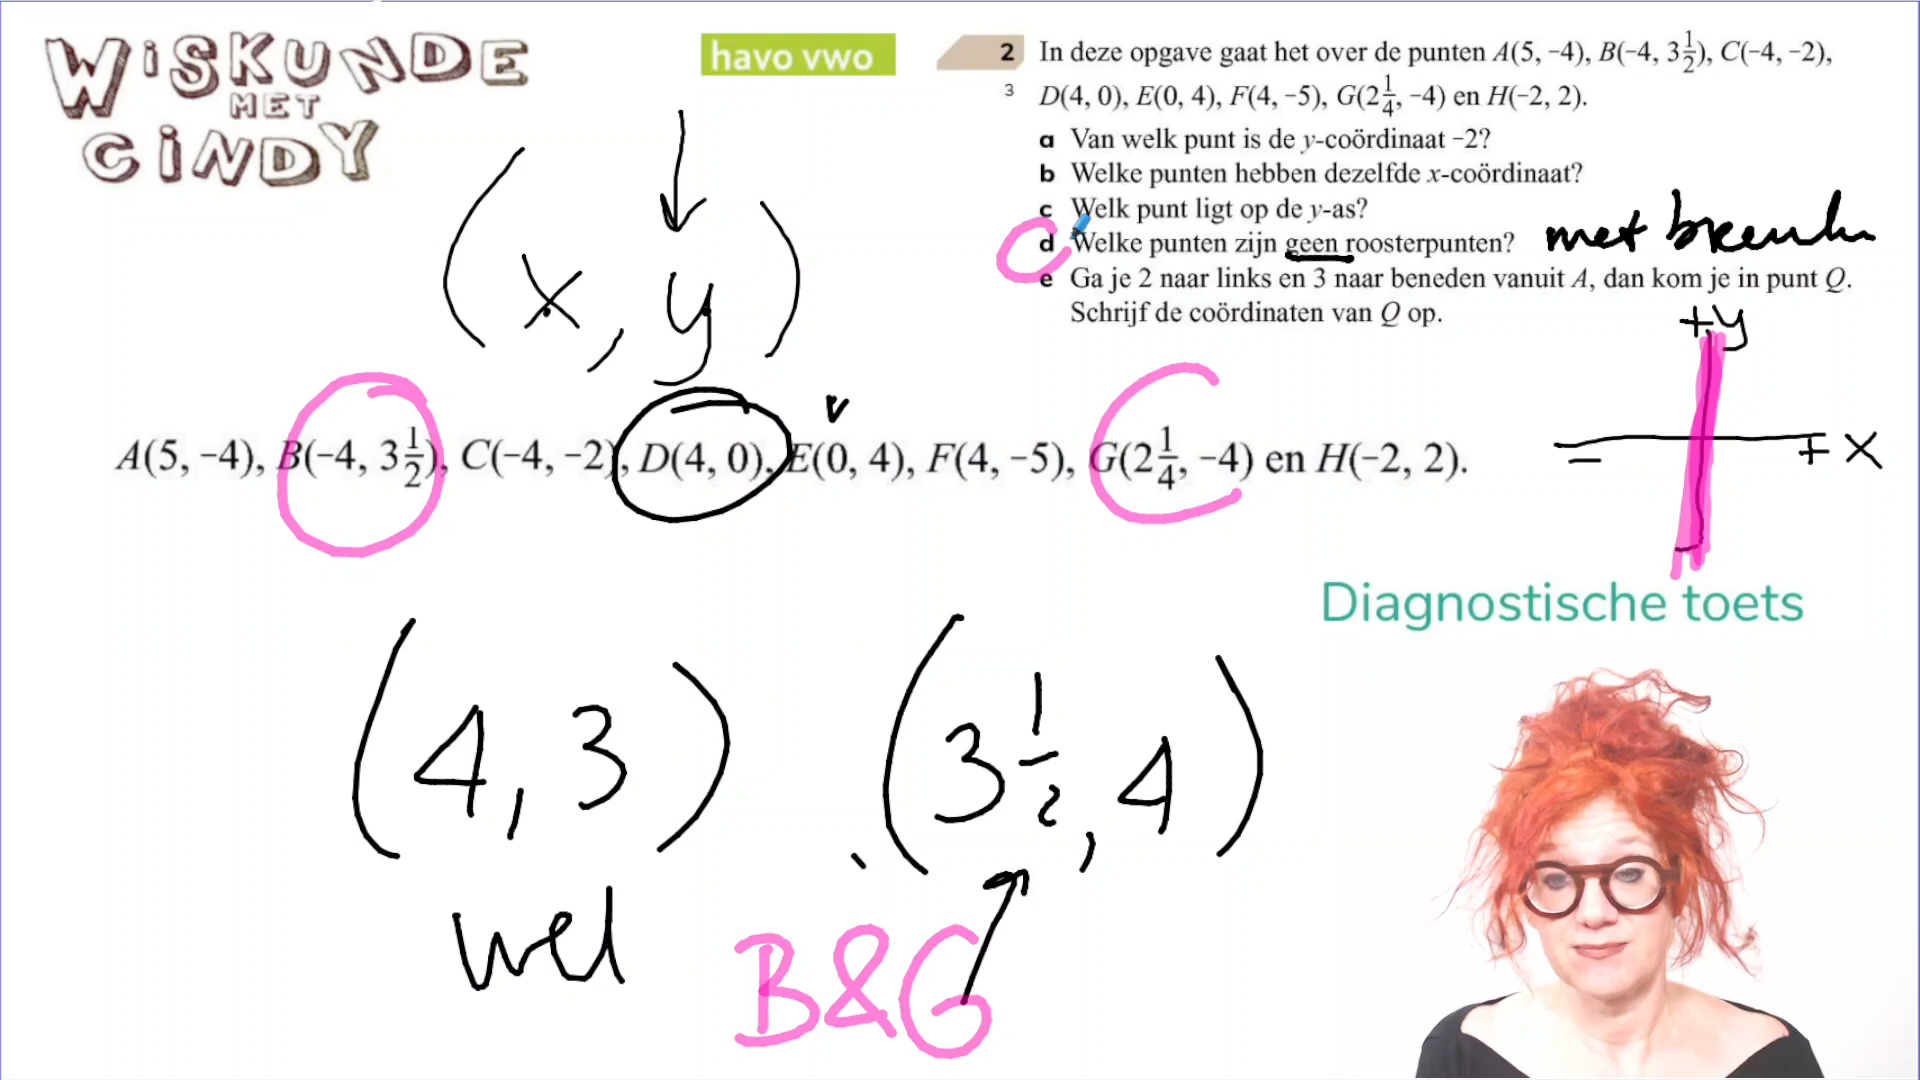 WiSKUNDE
MET
CiNDY
havo vwo
2 In deze opgave gaat het over de punten A(5, −4), B(−4, 3½), C(−4, −2),
3 D(4, 0), E(0, 4), F(4, −5), G(2¼, −4) en H(−2, 2).
a Van welk punt is de y-coördinaat −2?
b Welke punten hebben dezelfde x-coördinaat?
c Welk punt ligt op de y-as?
d Welke punten zijn geen roosterpunten? met
e Ga je 2 naar links en 3 naar beneden vanuit A, dan kom je in punt Q.
Schrijf de coördinaten van Q op.
(x, y)
+y
− + x
A(5, −4), B(−4, 3½), C(−4, −2), D(4, 0), E(0, 4), F(4, −5), G(2¼, −4) en H(−2, 2).
Diagnostische toets
(4, 3) (3½, 4)
wel
B&G